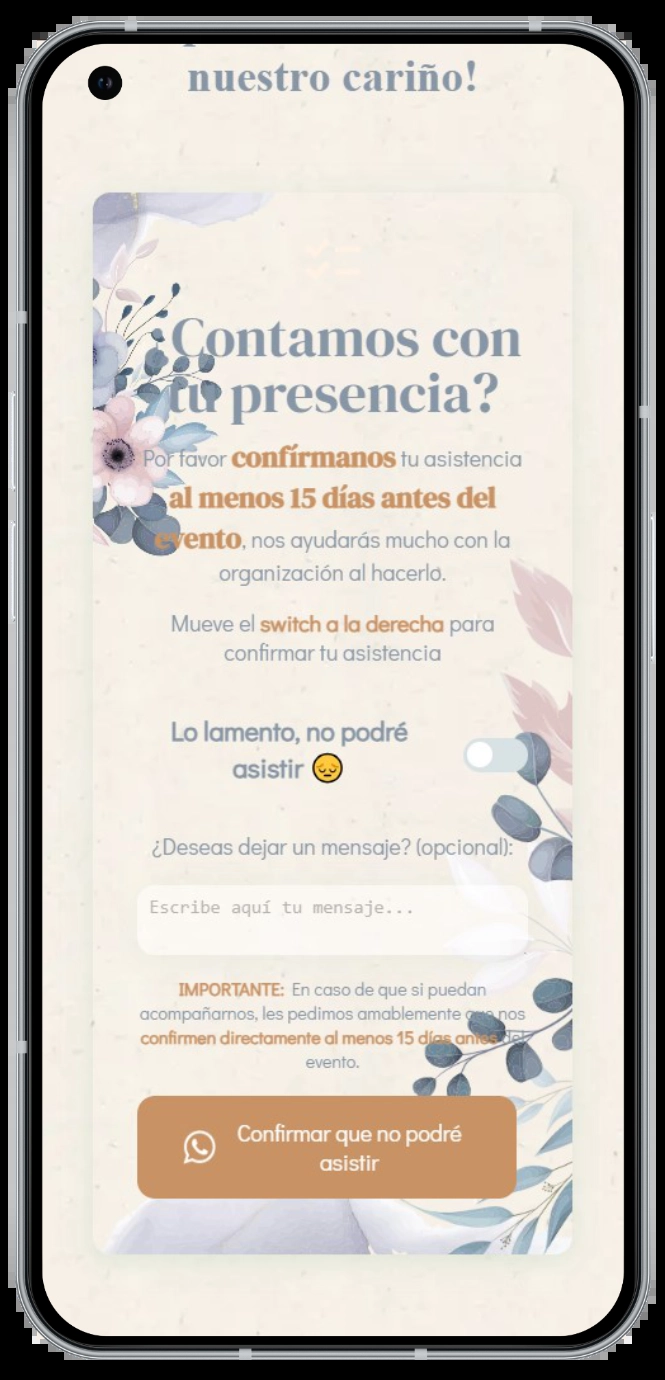 nuestro cariño!
¿Contamos con
tu presencia?
Por favor confírmanos tu asistencia
al menos 15 días antes del
evento, nos ayudarás mucho con la
organización al hacerlo.
Mueve el switch a la derecha para
confirmar tu asistencia
Lo lamento, no podré
asistir 😔
¿Deseas dejar un mensaje? (opcional):
Escribe aquí tu mensaje...
IMPORTANTE: En caso de que si puedan
acompañarnos, les pedimos amablemente que nos
confirmen directamente al menos 15 días antes del
evento.
Confirmar que no podré
asistir